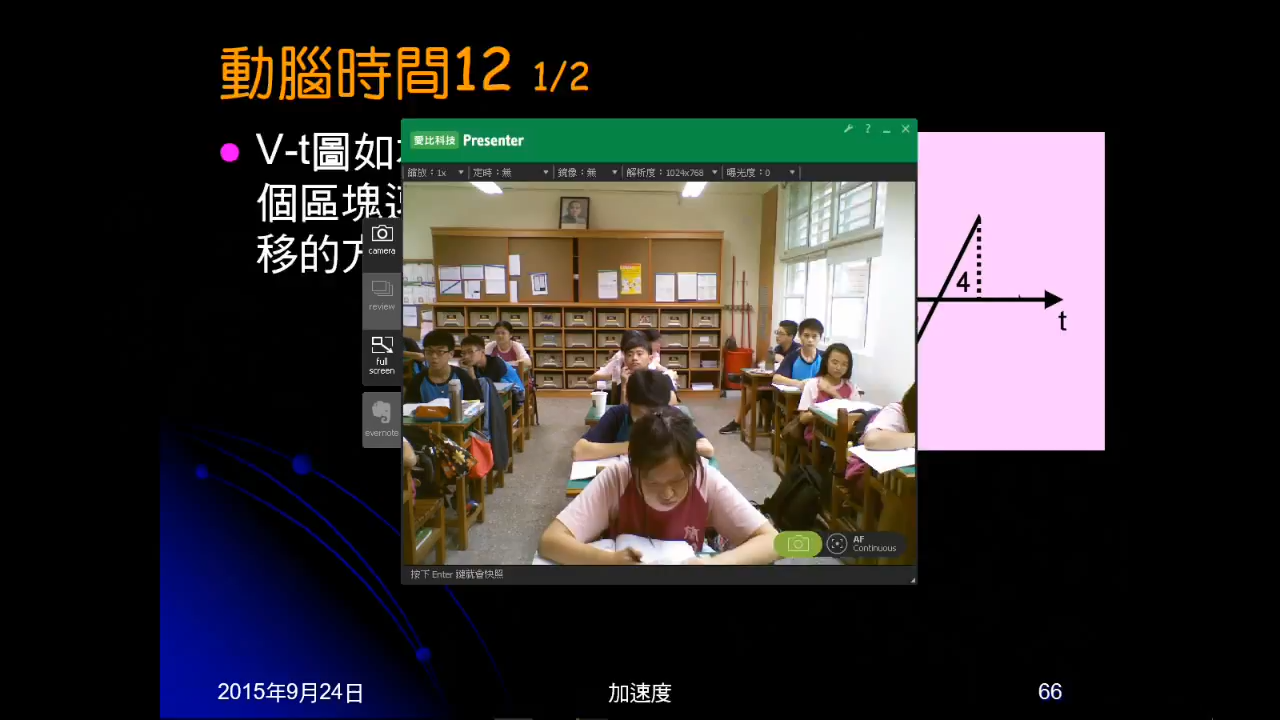 動腦時間12 1/2
V-t圖如
個區塊
移的
愛比科技 Presenter
縮放：1x 定時：無 鏡像：無 解析度：1024x768 曝光度：0
camera
review
full
screen
evernote
4
t
AF
Continuous
按下 Enter 鍵就會快照
2015年9月24日 加速度 66